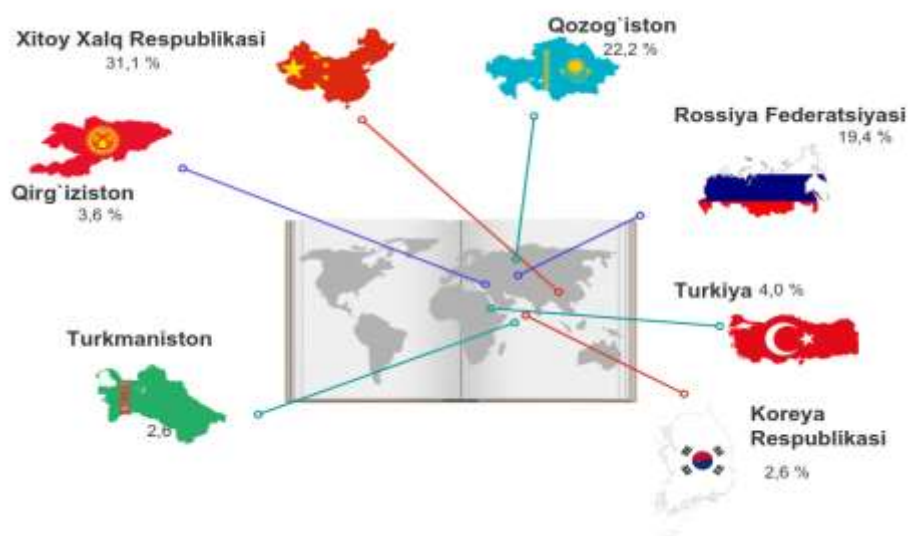 Xitoy Xalq Respublikasi
31,1 %
Qozog`iston
22,2 %
Rossiya Federatsiyasi
19,4 %
Qirg`iziston
3,6 %
Turkiya 4,0 %
Turkmaniston
2,6
Koreya
Respublikasi
2,6 %